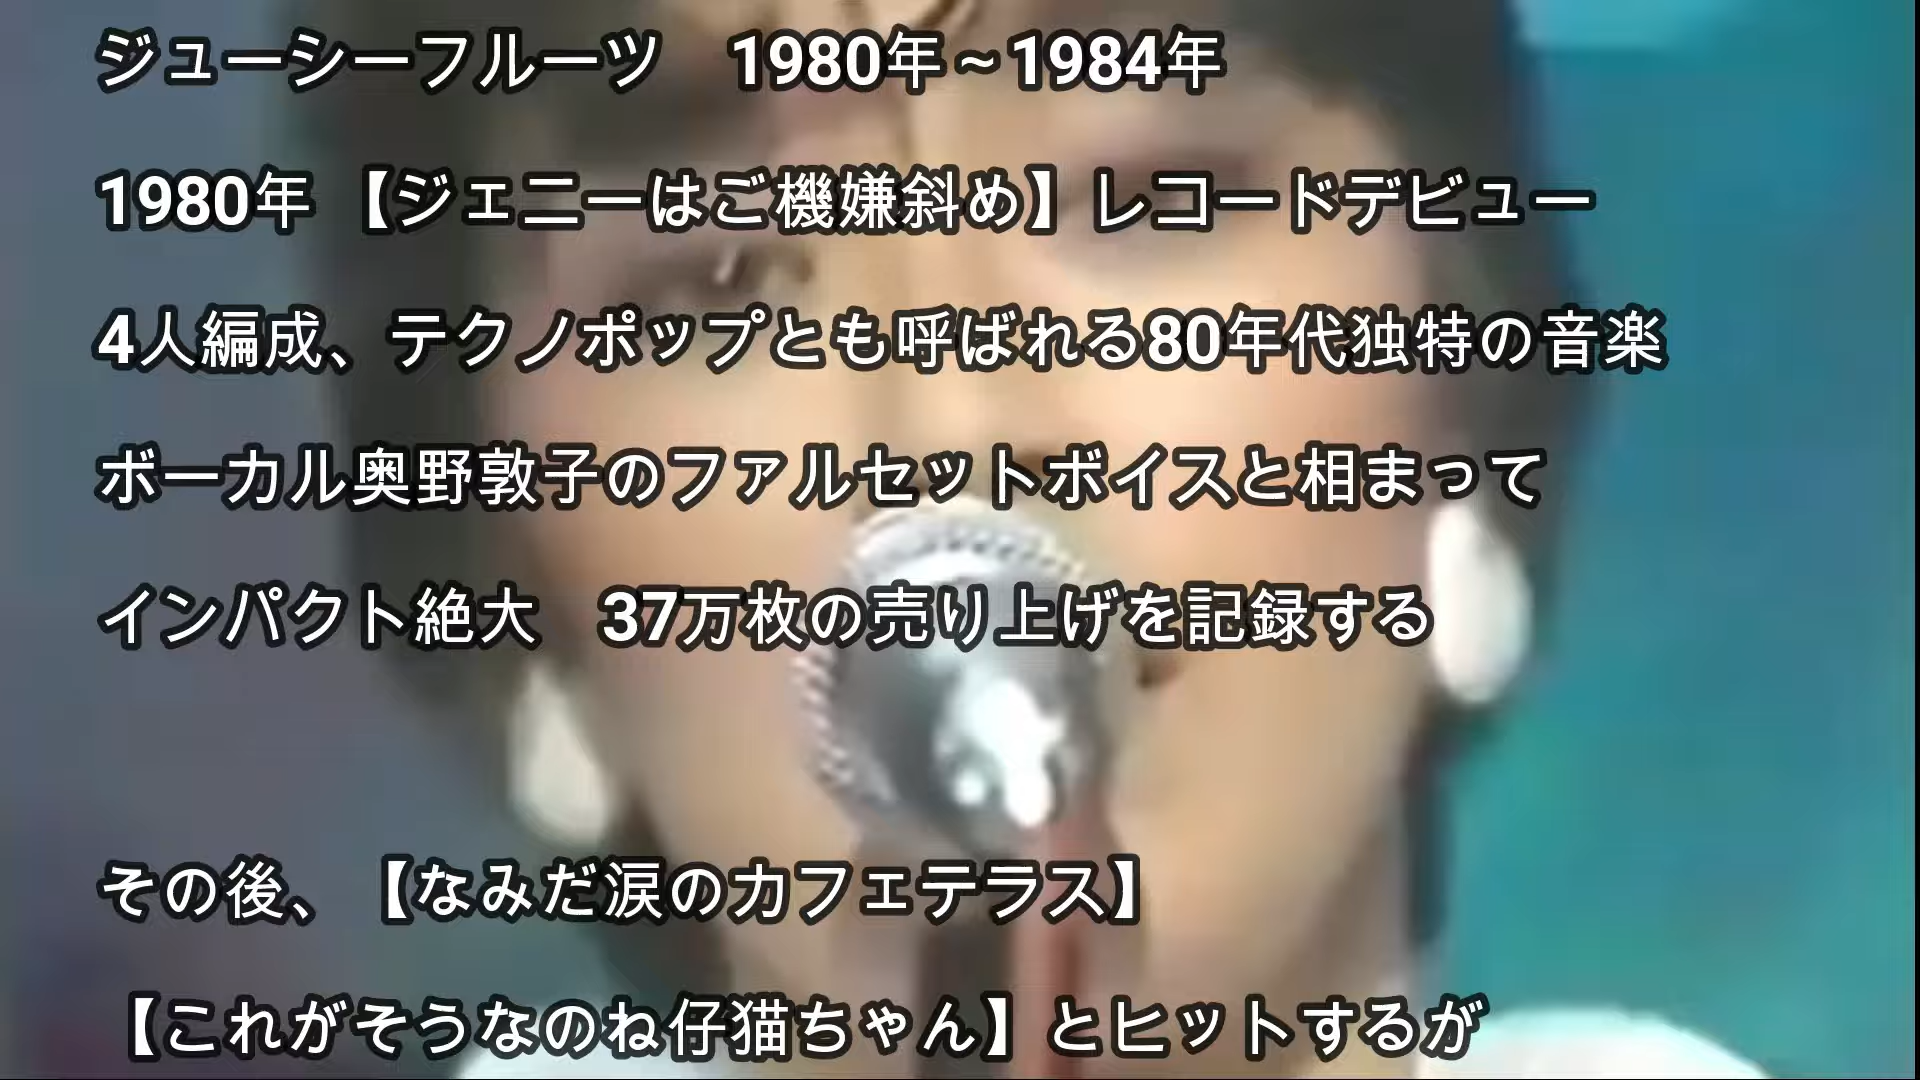 ジューシーフルーツ　1980年～1984年
1980年 【ジェニーはご機嫌斜め】レコードデビュー
4人編成、テクノポップとも呼ばれる80年代独特の音楽
ボーカル奥野敦子のファルセットボイスと相まって
インパクト絶大　37万枚の売り上げを記録する
その後、【なみだ涙のカフェテラス】
【これがそうなのね仔猫ちゃん】とヒットするが